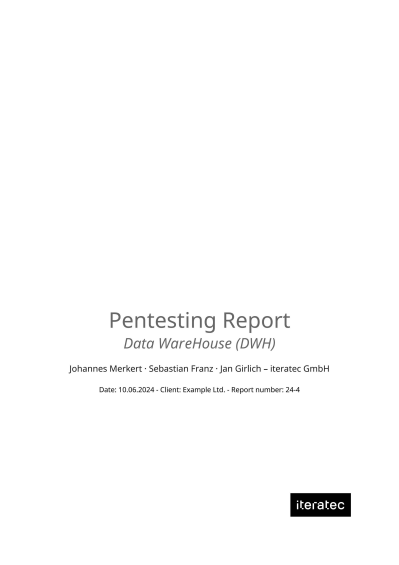 Pentesting Report
Data WareHouse (DWH)
Johannes Merkert · Sebastian Franz · Jan Girlich – iteratec GmbH
Date: 10.06.2024 - Client: Example Ltd. - Report number: 24-4
iteratec